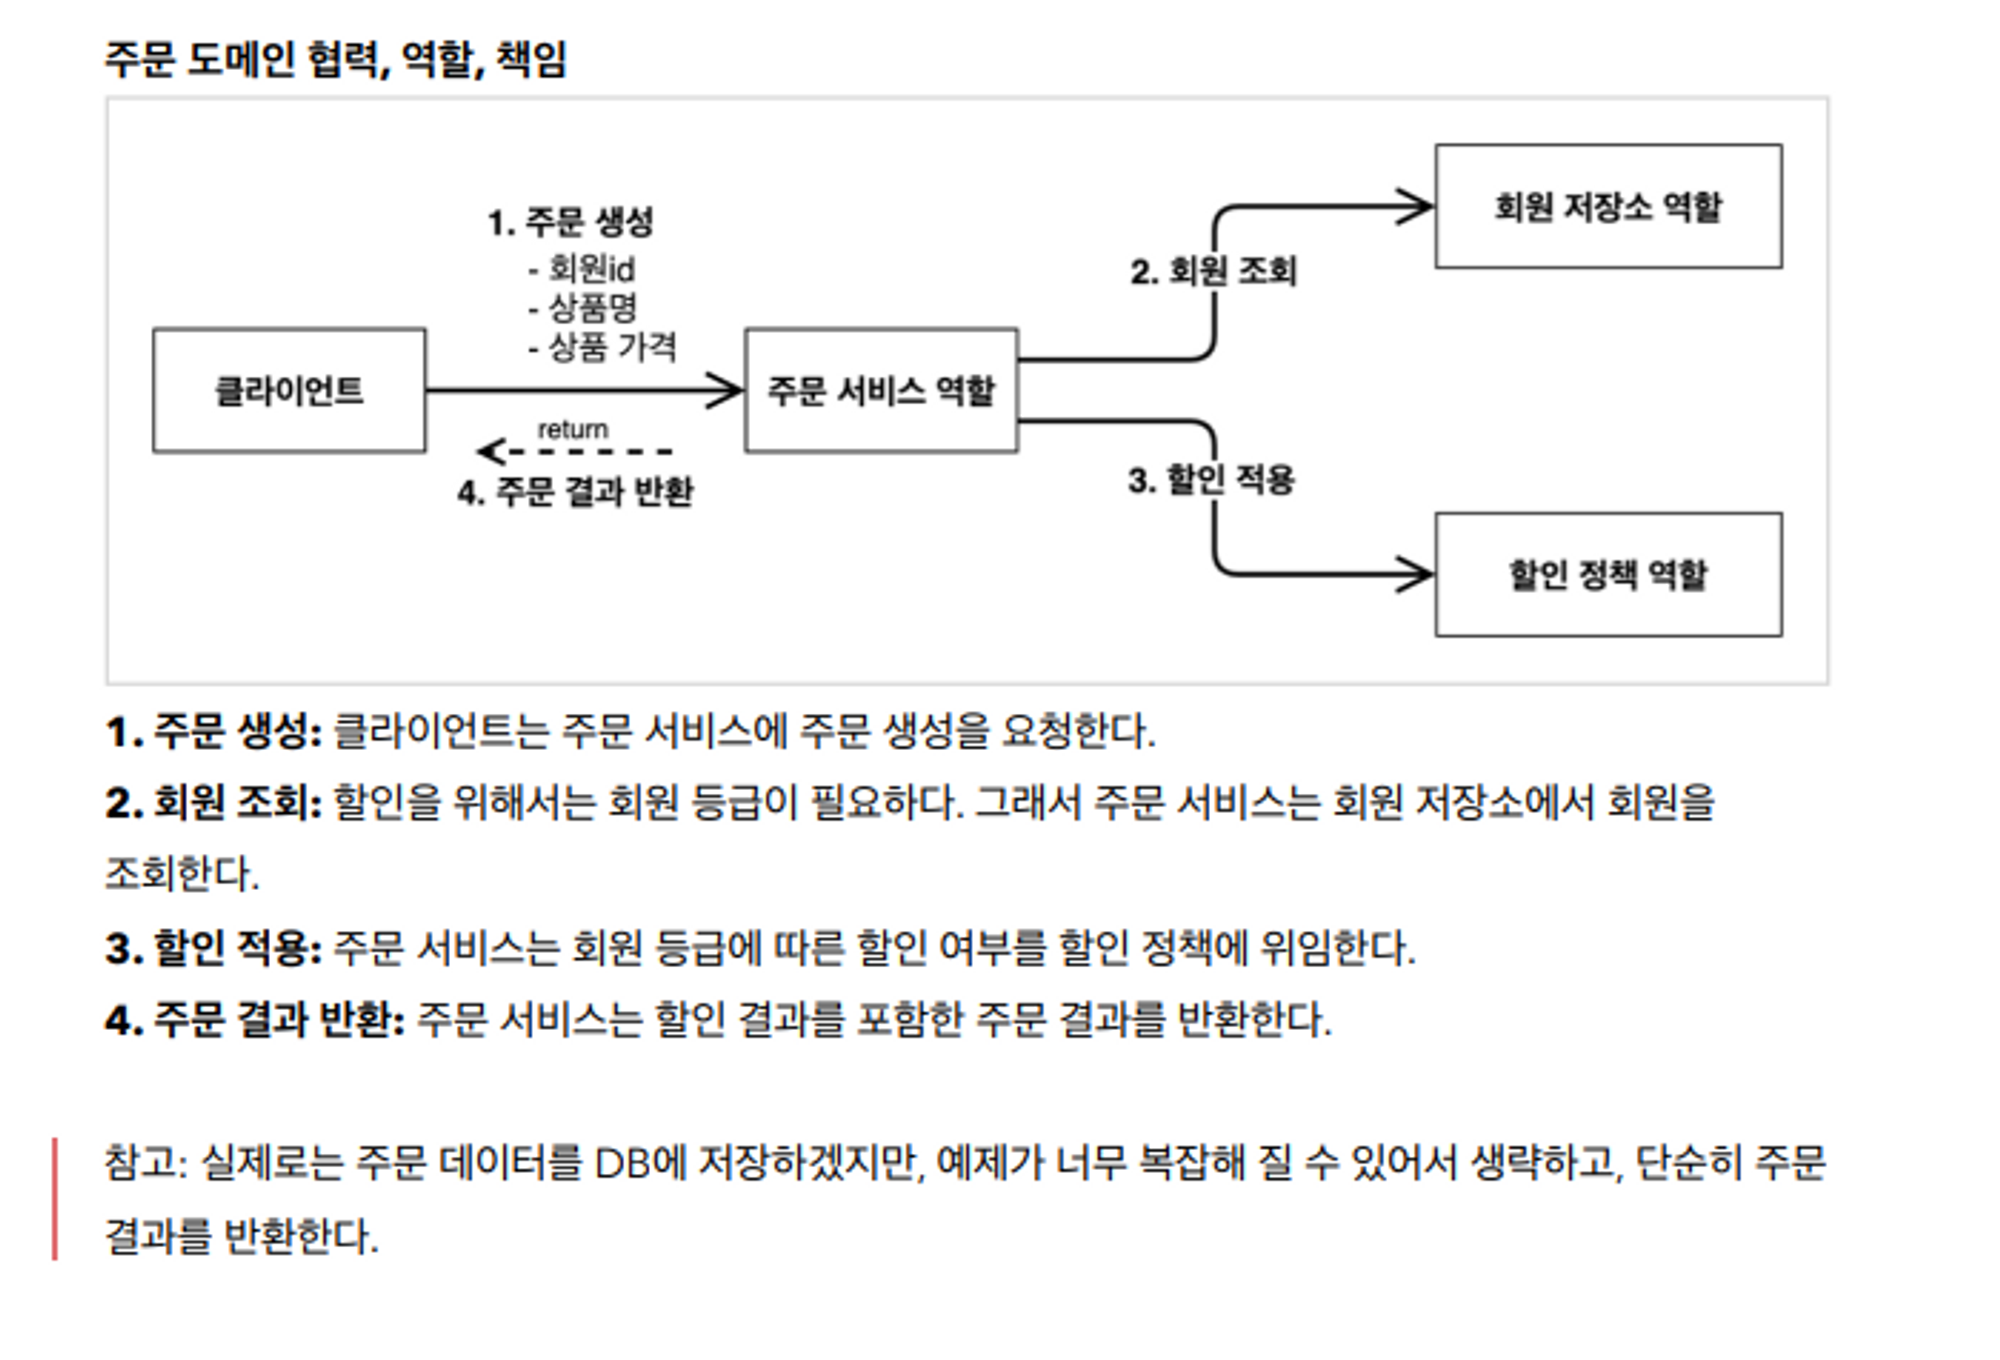 주문 도메인 협력, 역할, 책임
1. 주문 생성
- 회원id
- 상품명
- 상품 가격
클라이언트
return
4. 주문 결과 반환
주문 서비스 역할
2. 회원 조회
회원 저장소 역할
3. 할인 적용
할인 정책 역할
1. 주문 생성: 클라이언트는 주문 서비스에 주문 생성을 요청한다.
2. 회원 조회: 할인을 위해서는 회원 등급이 필요하다. 그래서 주문 서비스는 회원 저장소에서 회원을
조회한다.
3. 할인 적용: 주문 서비스는 회원 등급에 따른 할인 여부를 할인 정책에 위임한다.
4. 주문 결과 반환: 주문 서비스는 할인 결과를 포함한 주문 결과를 반환한다.
참고: 실제로는 주문 데이터를 DB에 저장하겠지만, 예제가 너무 복잡해 질 수 있어서 생략하고, 단순히 주문
결과를 반환한다.